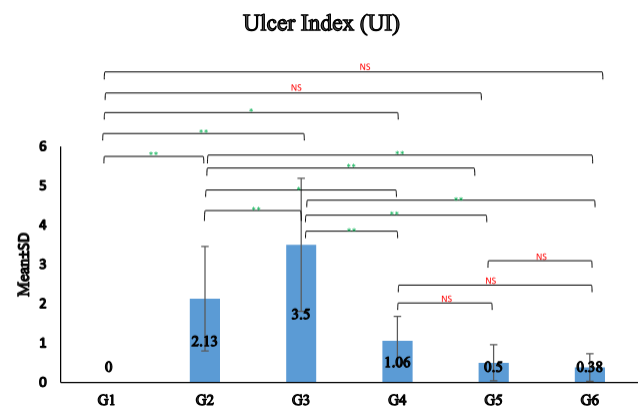 Ulcer Index (UI)
NS
NS
*
**
**
**
**
*
**
**
**
**
NS
NS
NS
6
5
4
3
2
1
0
Mean±SD
0
2.13
3.5
1.06
0.5
0.38
G1 G2 G3 G4 G5 G6